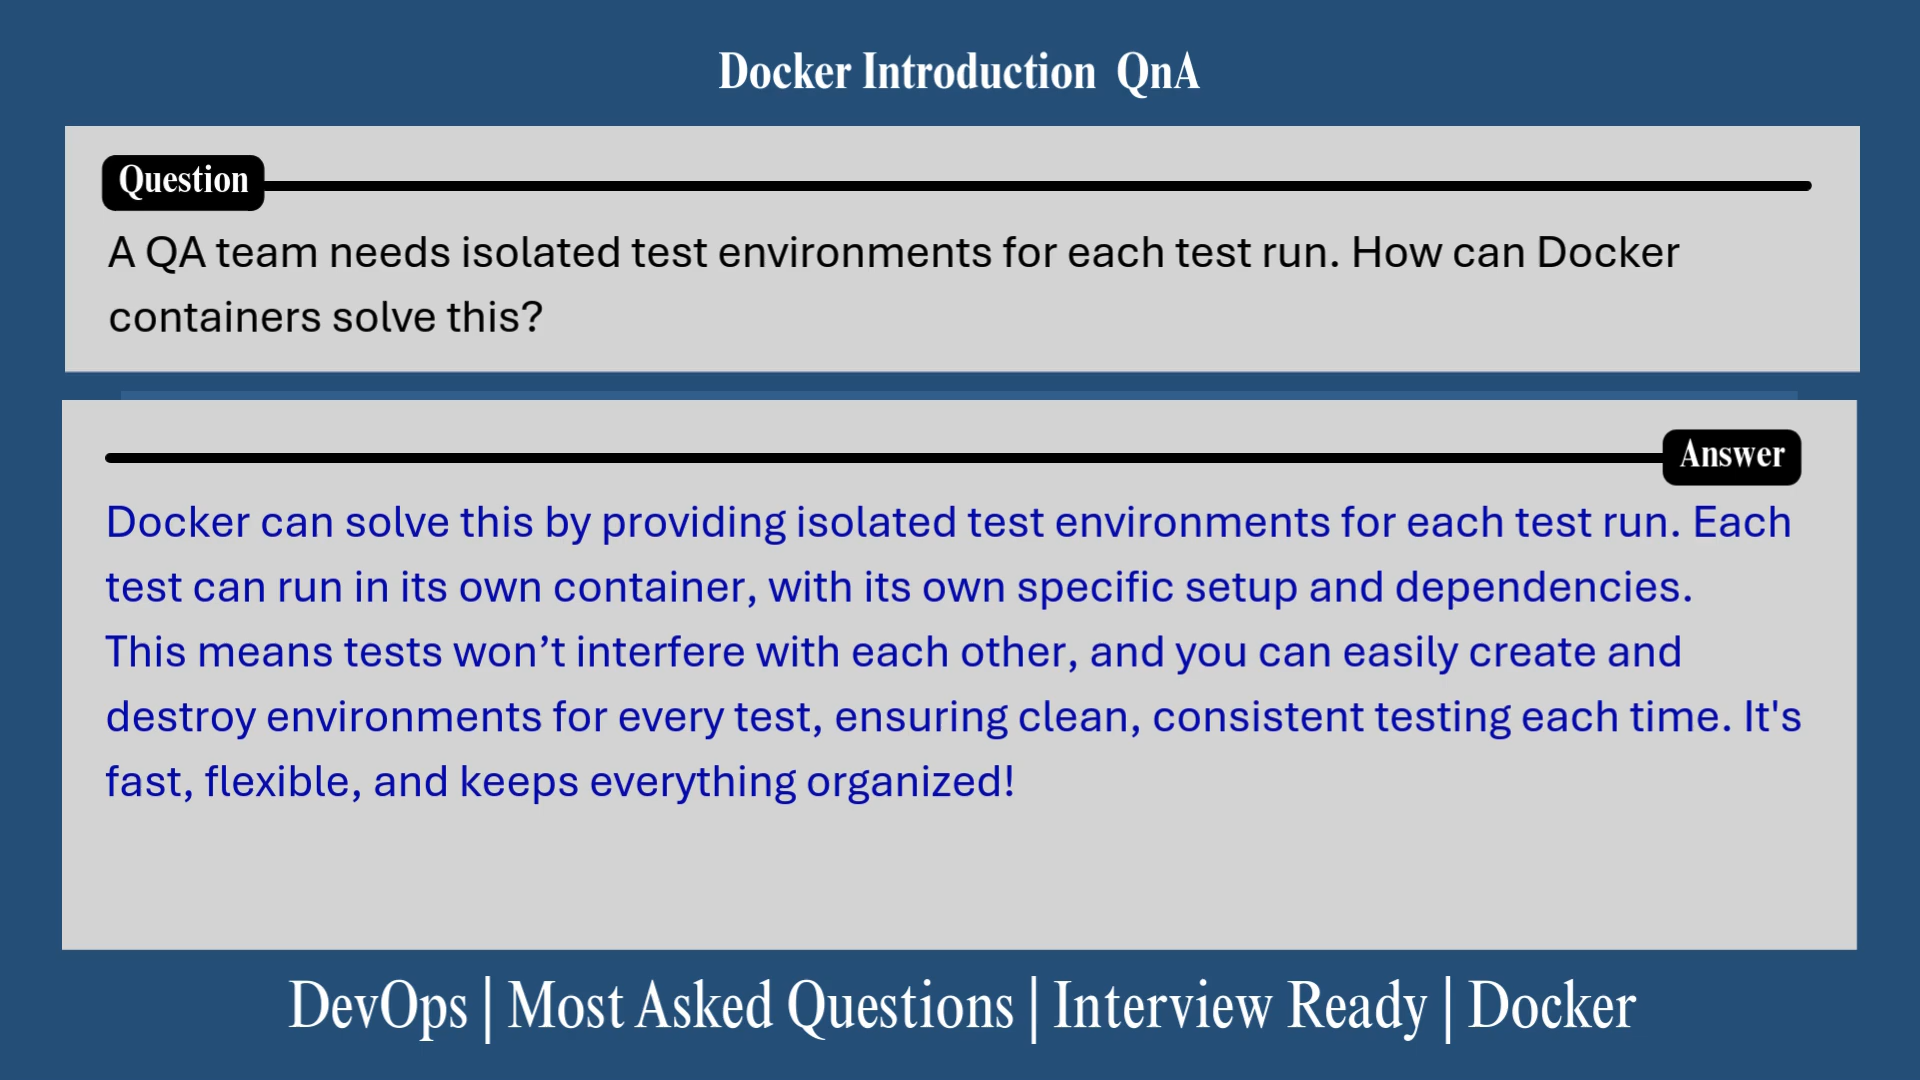 Docker Introduction QnA
Question
A QA team needs isolated test environments for each test run. How can Docker
containers solve this?
Answer
Docker can solve this by providing isolated test environments for each test run. Each
test can run in its own container, with its own specific setup and dependencies.
This means tests won’t interfere with each other, and you can easily create and
destroy environments for every test, ensuring clean, consistent testing each time. It's
fast, flexible, and keeps everything organized!
DevOps | Most Asked Questions | Interview Ready | Docker